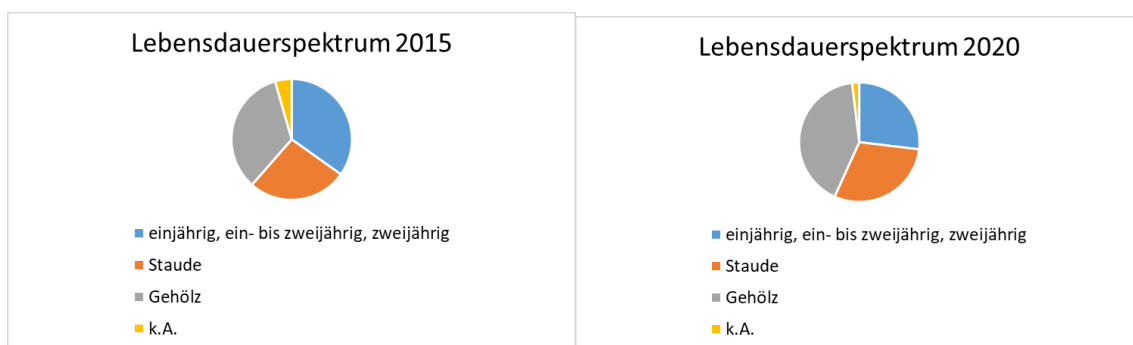 Lebensdauerspektrum 2015
einjährig, ein- bis zweijährig, zweijährig
Staude
Gehölz
k.A.
Lebensdauerspektrum 2020
einjährig, ein- bis zweijährig, zweijährig
Staude
Gehölz
k.A.